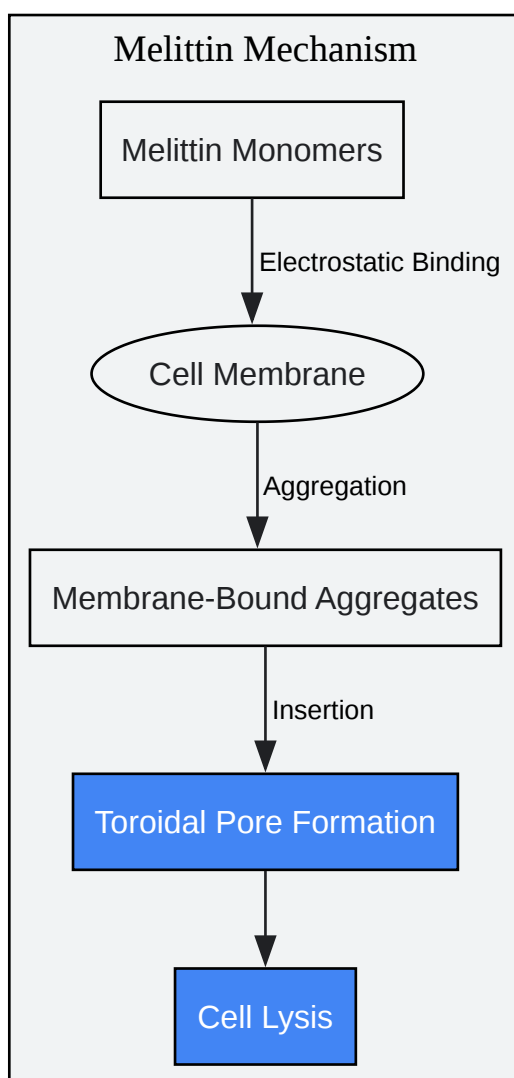 Melittin Mechanism
Melittin Monomers
Electrostatic Binding
Cell Membrane
Aggregation
Membrane-Bound Aggregates
Insertion
Toroidal Pore Formation
Cell Lysis